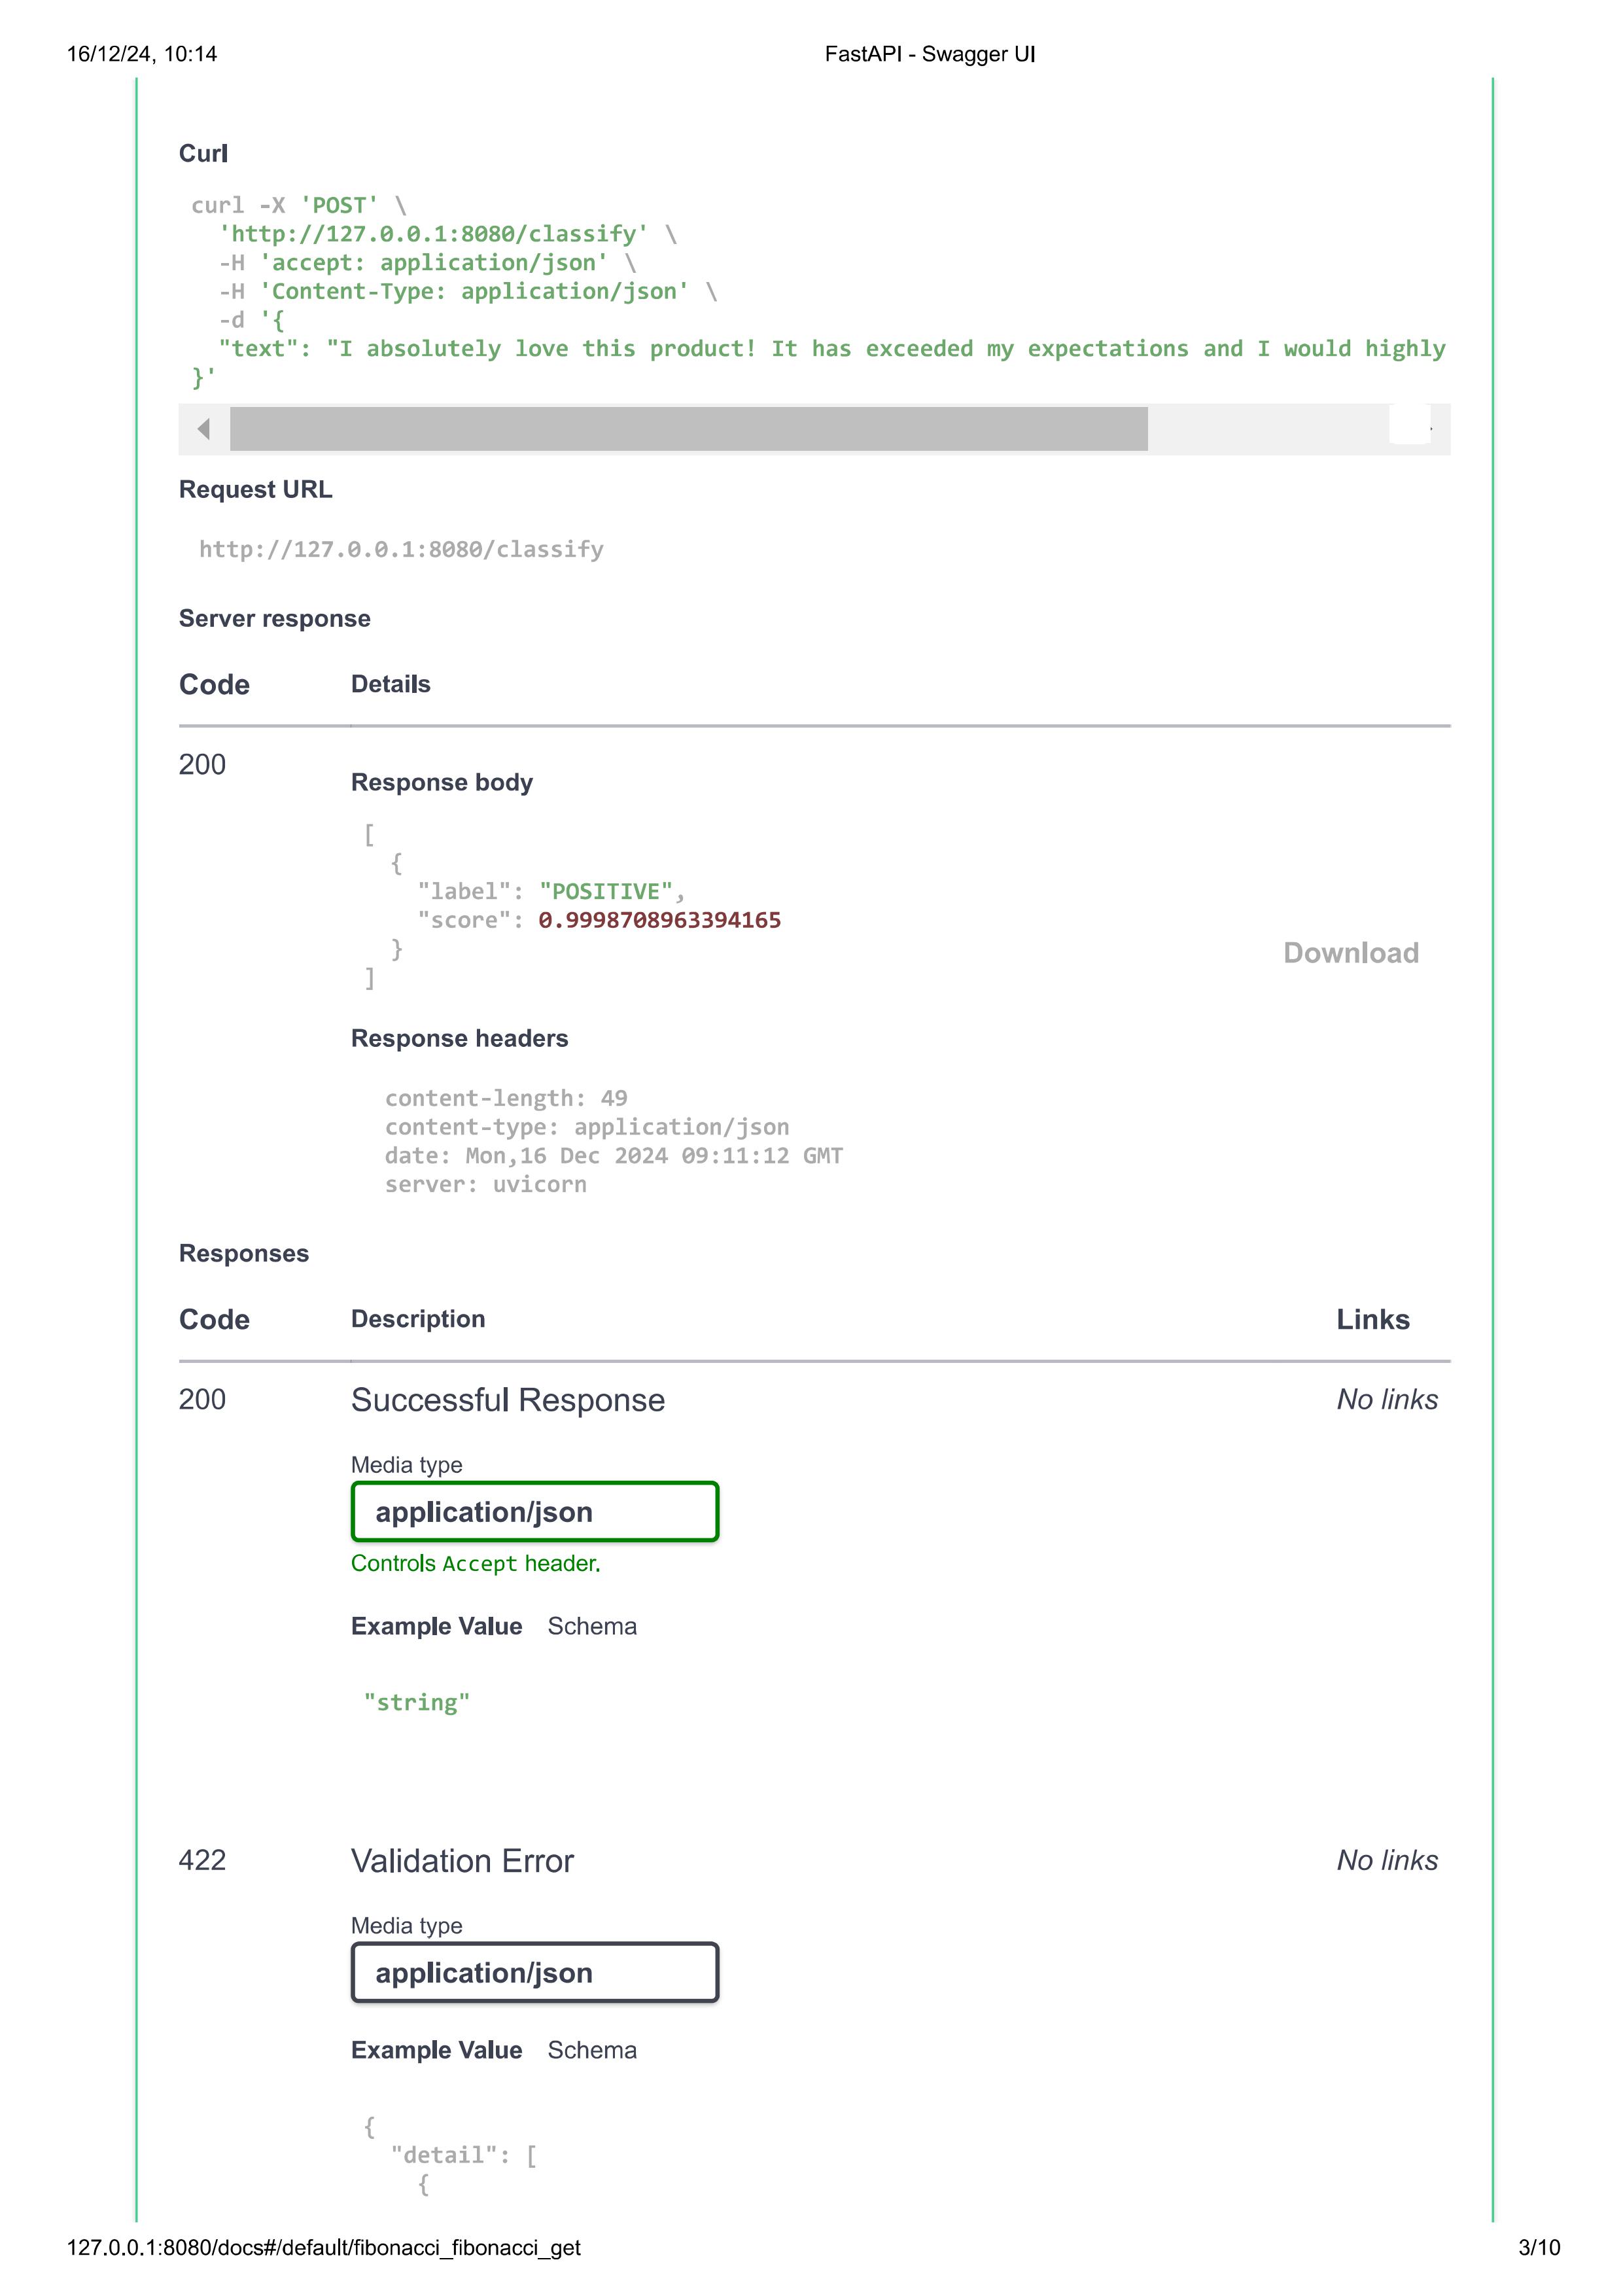 16/12/24, 10:14 FastAPI - Swagger UI
Curl
curl -X 'POST' \
'http://127.0.0.1:8080/classify' \
-H 'accept: application/json' \
-H 'Content-Type: application/json' \
-d '{
"text": "I absolutely love this product! It has exceeded my expectations and I would highly
}'
Request URL
http://127.0.0.1:8080/classify
Server response
Code Details
200
Response body
[
{
"label": "POSITIVE",
"score": 0.9998708963394165
}
Download
]
Response headers
content-length: 49
content-type: application/json
date: Mon,16 Dec 2024 09:11:12 GMT
server: uvicorn
Responses
Code Description Links
200 Successful Response No links
Media type
application/json
Controls Accept header.
Example Value Schema
"string"
422 Validation Error No links
Media type
application/json
Example Value Schema
{
"detail": [
{
127.0.0.1:8080/docs#/default/fibonacci_fibonacci_get 3/10